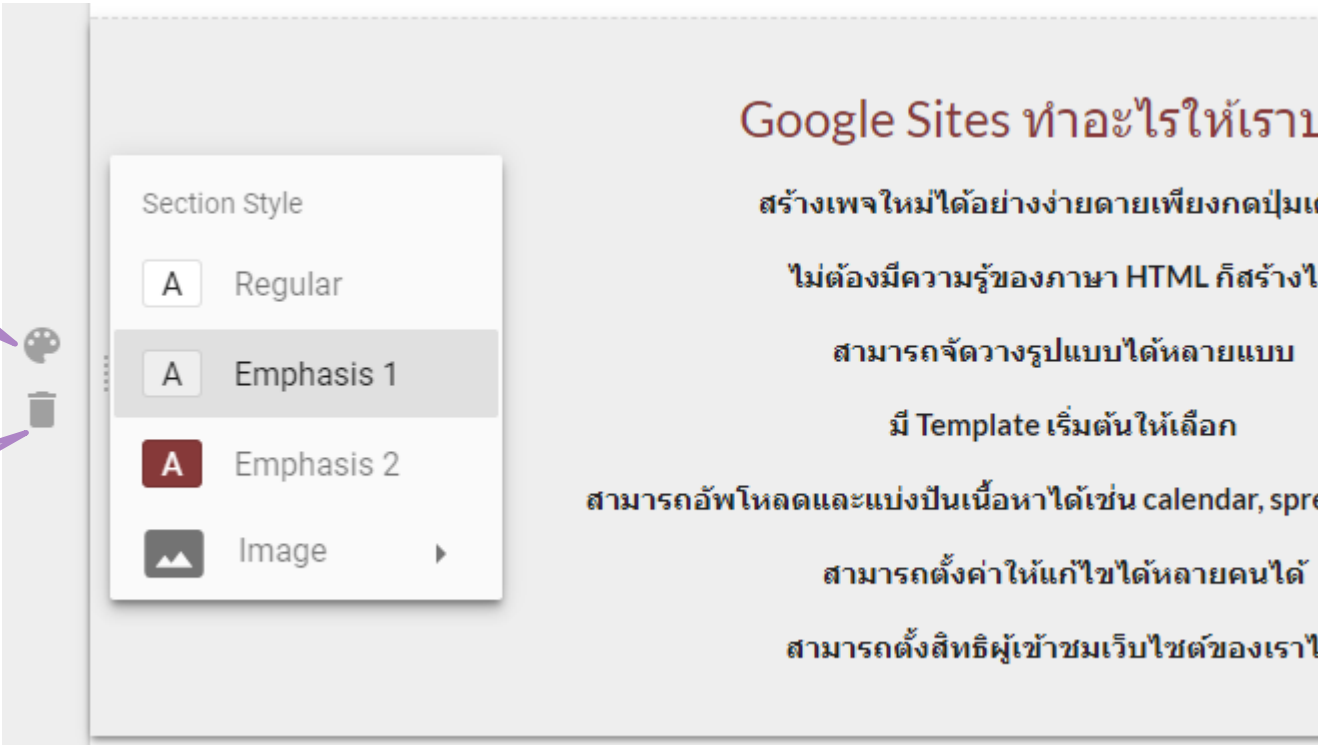 Google Sites ทำอะไรให้เรา
Section Style
A Regular
A Emphasis 1
A Emphasis 2
Image
สร้างเพจใหม่ได้อย่างง่ายดายเพียงกดปุ่ม
ไม่ต้องมีความรู้ของภาษา HTML ก็สร้าง
สามารถจัดวางรูปแบบได้หลายแบบ
มี Template เริ่มต้นให้เลือก
สามารถอัพโหลดและแบ่งปันเนื้อหาได้เช่น calendar,
สามารถตั้งค่าให้แก้ไขได้หลายคนได้
สามารถตั้งสิทธิผู้เข้าชมเว็บไซต์ของเรา